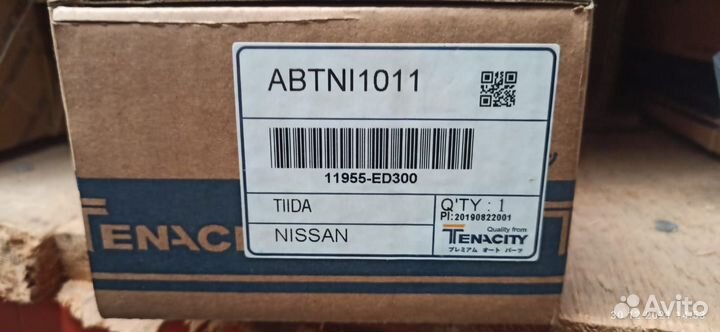 ABTNI1011
11955-ED300
TIIDA
Q'TY : 1
PI:20190822001
NISSAN
Quality from
TENACITY
プレミアム オート パーツ
TENACI
Avito